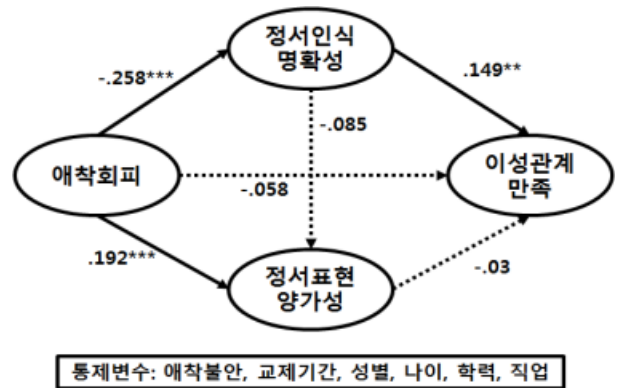 정서인식
명확성
-.258***
.149**
-.085
애착회피
이성관계
만족
-.058
.192***
정서표현
양가성
-.03
통제변수: 애착불안, 교제기간, 성별, 나이, 학력, 직업